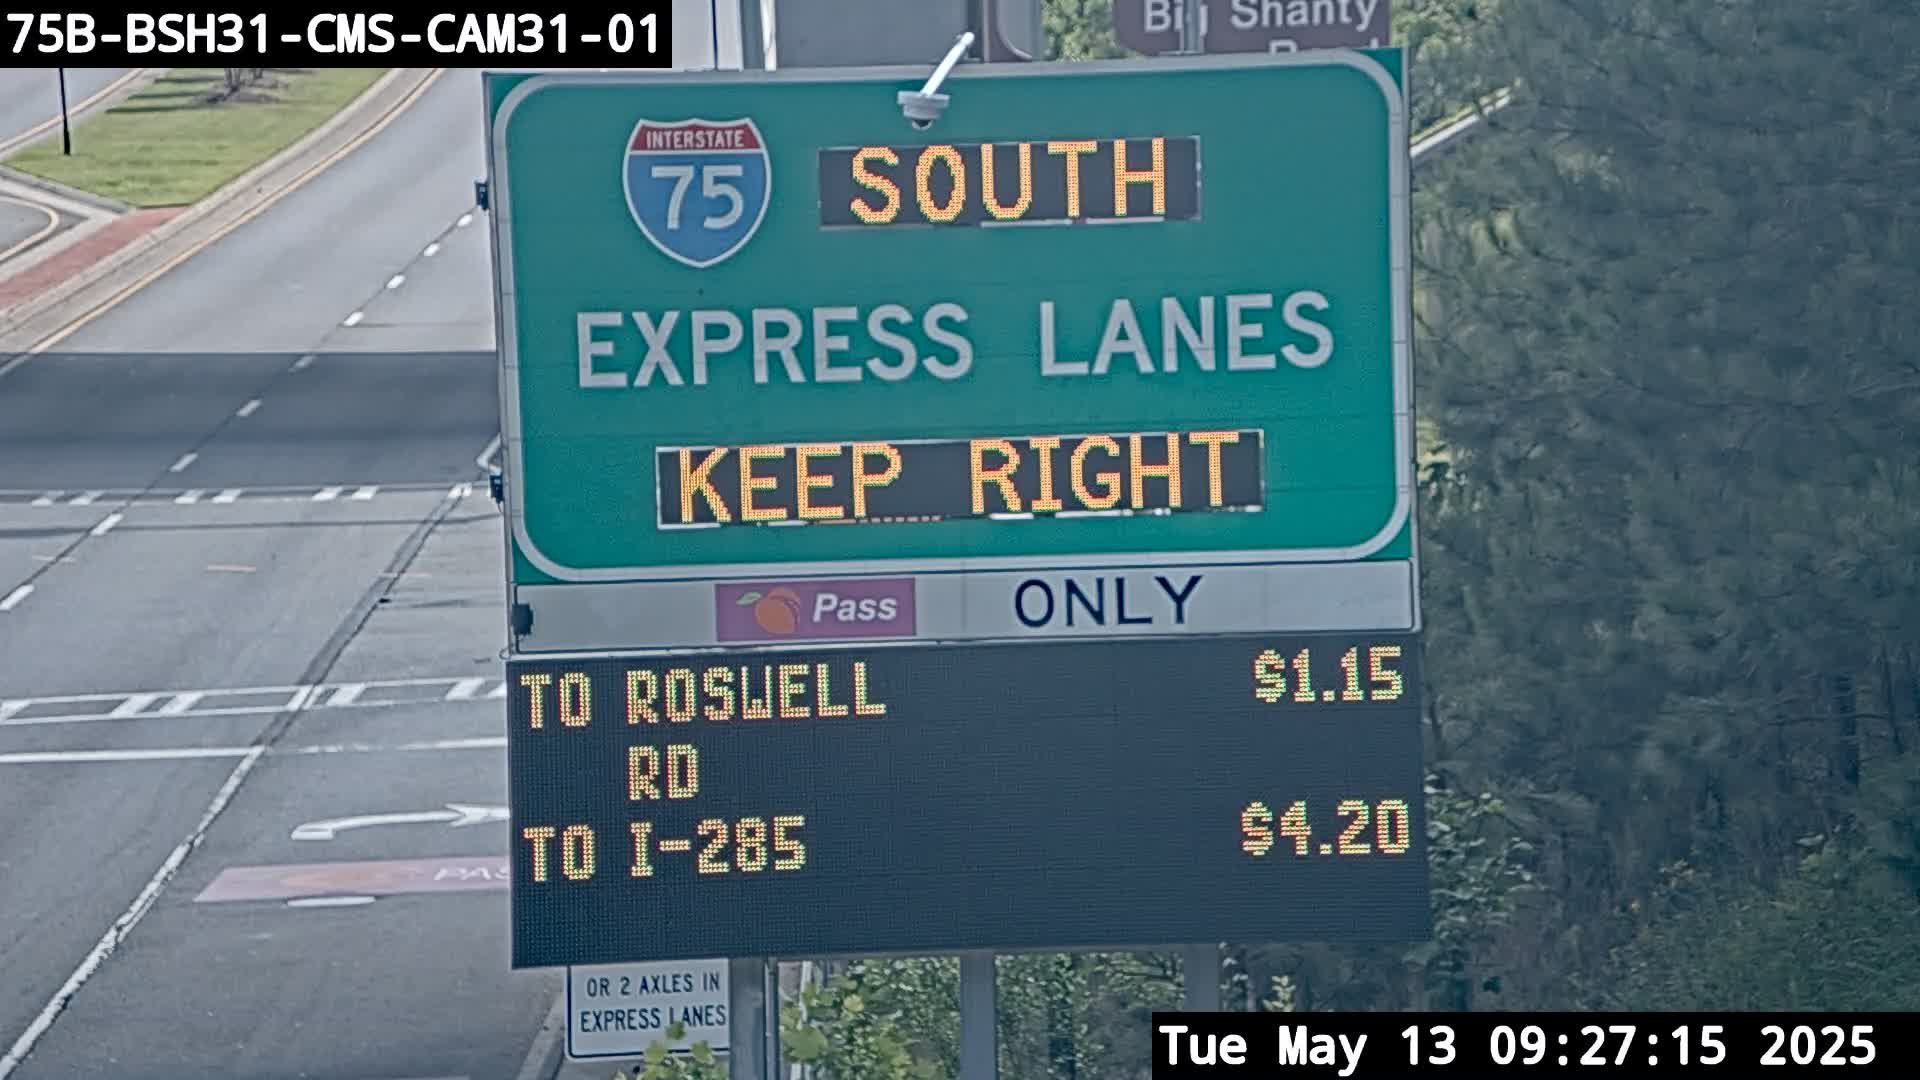 75B-BSH31-CMS-CAM31-01
Big Shanty
Road
INTERSTATE
75
SOUTH
EXPRESS LANES
KEEP RIGHT
Pass ONLY
TO ROSWELL $1.15
RD
TO I-285 $4.20
OR 2 AXLES IN
EXPRESS LANES
Tue May 13 09:27:15 2025